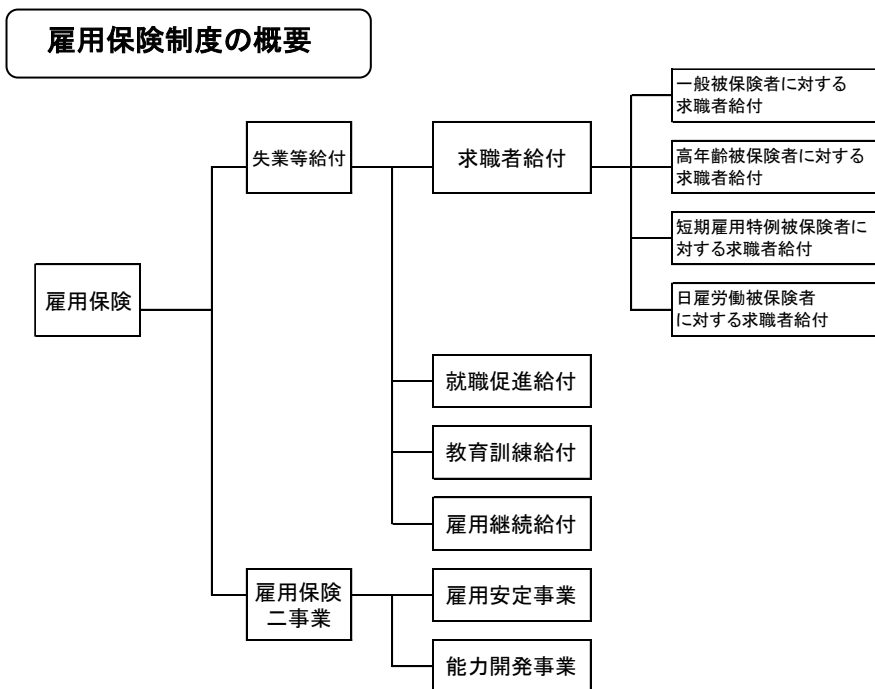 雇用保険制度の概要
雇用保険
失業等給付
求職者給付
一般被保険者に対する
求職者給付
高年齢被保険者に対する
求職者給付
短期雇用特例被保険者に
対する求職者給付
日雇労働被保険者
に対する求職者給付
就職促進給付
教育訓練給付
雇用継続給付
雇用保険
二事業
雇用安定事業
能力開発事業